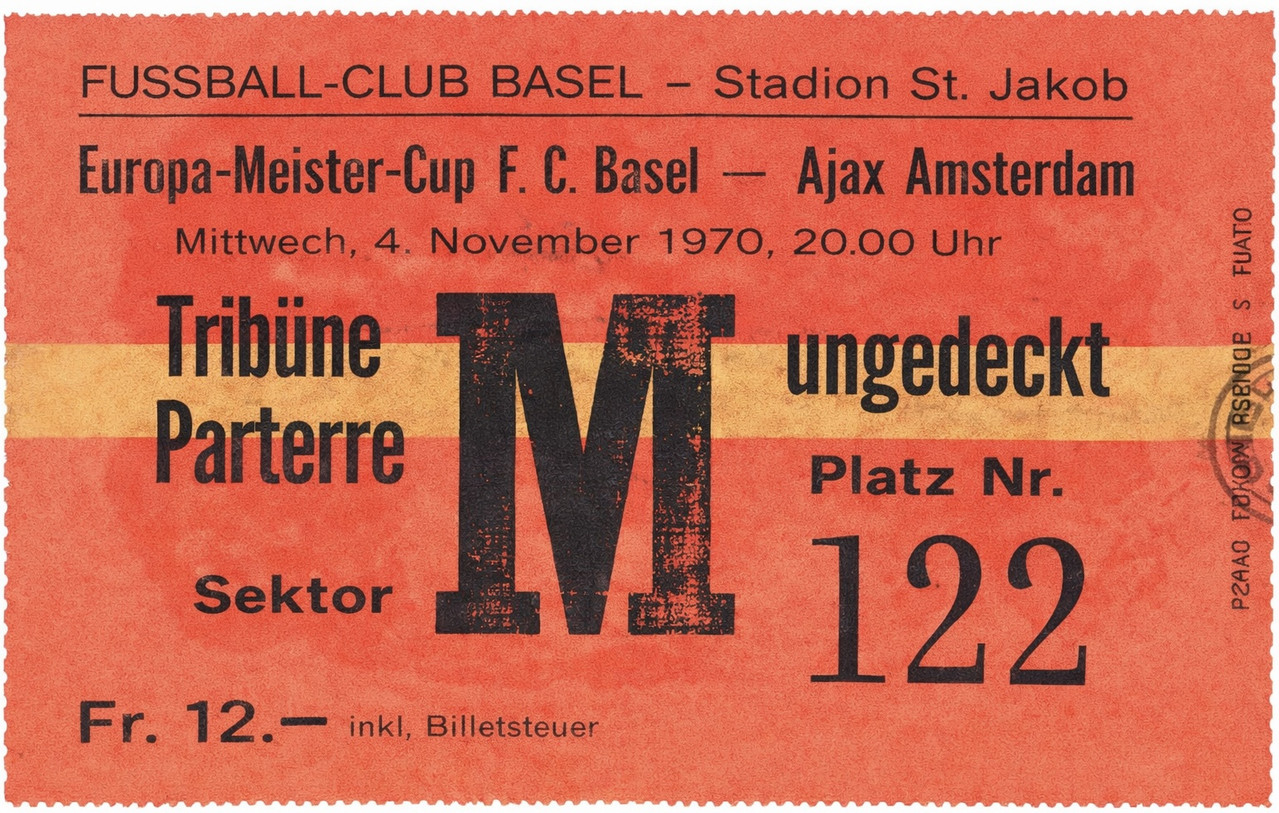 FUSSBALL-CLUB BASEL – Stadion St. Jakob
Europa-Meister-Cup F. C. Basel — Ajax Amsterdam
Mittwech, 4. November 1970, 20.00 Uhr
Tribüne
Parterre
Sektor
M
ungedeckt
Platz Nr.
122
Fr. 12.— inkl, Billetsteuer